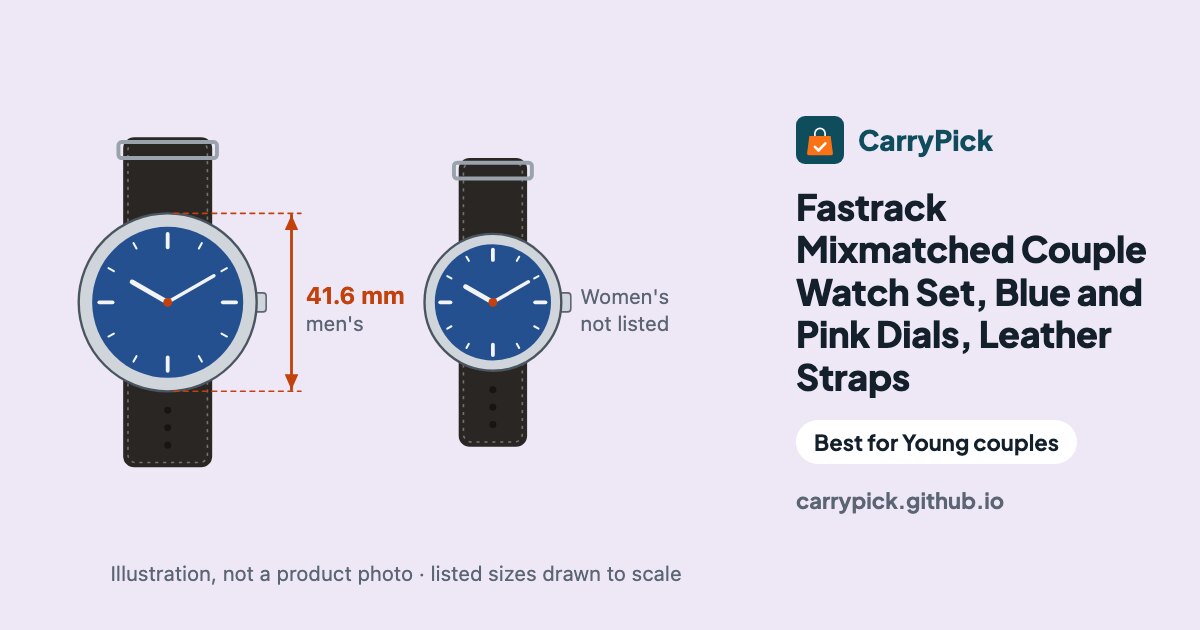 41.6 mm
men's
Women's
not listed
CarryPick
Fastrack
Mixmatched Couple
Watch Set, Blue and
Pink Dials, Leather
Straps
Best for Young couples
carrypick.github.io
Illustration, not a product photo · listed sizes drawn to scale